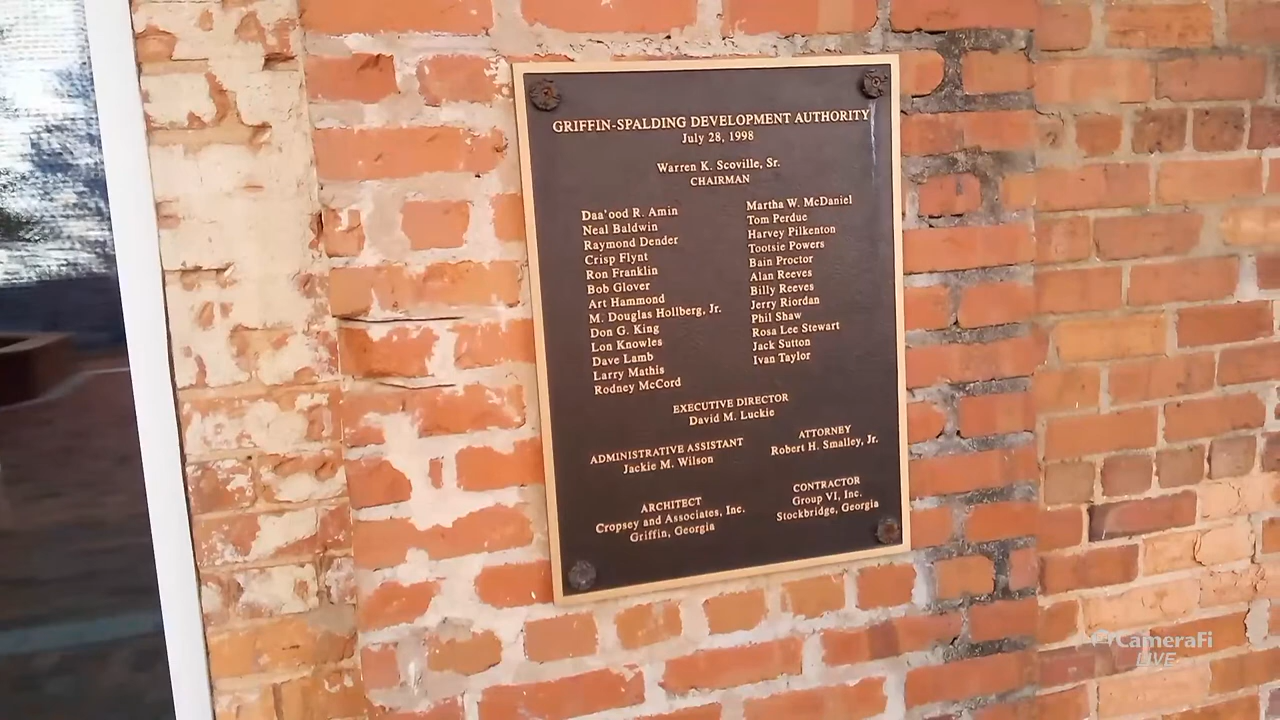 GRIFFIN-SPALDING DEVELOPMENT AUTHORITY
July 28, 1998
Warren K. Scoville, Sr.
CHAIRMAN
Daa'ood R. Amin
Neal Baldwin
Raymond Dender
Crisp Flynt
Ron Franklin
Bob Glover
Art Hammond
M. Douglas Hollberg, Jr.
Don G. King
Lon Knowles
Dave Lamb
Larry Mathis
Rodney McCord
Martha W. McDaniel
Tom Perdue
Harvey Pilkenton
Tootsie Powers
Bain Proctor
Alan Reeves
Billy Reeves
Jerry Riordan
Phil Shaw
Rosa Lee Stewart
Jack Sutton
Ivan Taylor
EXECUTIVE DIRECTOR
David M. Luckie
ADMINISTRATIVE ASSISTANT
Jackie M. Wilson
ATTORNEY
Robert H. Smalley, Jr.
ARCHITECT
Cropsey and Associates, Inc.
Griffin, Georgia
CONTRACTOR
Group VI, Inc.
Stockbridge, Georgia
CameraFi
LIVE